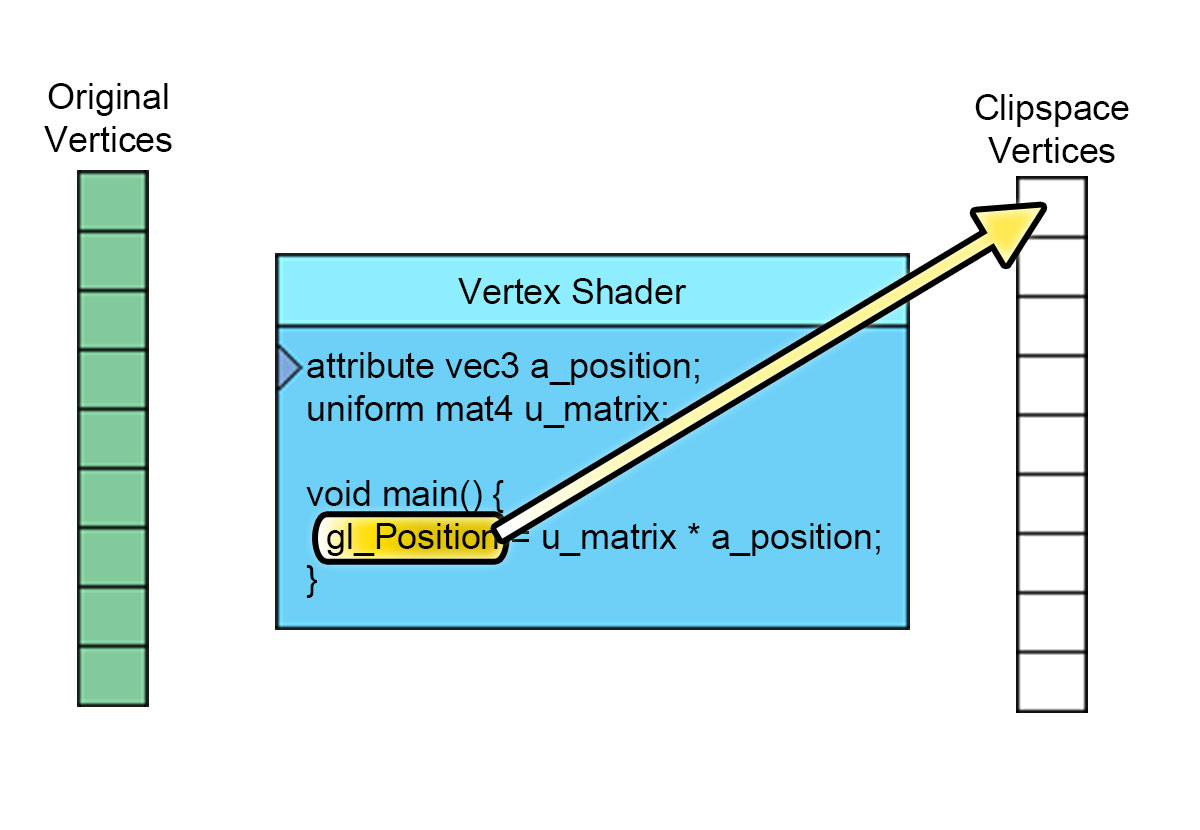 Original
Vertices
Clipspace
Vertices
Vertex Shader
attribute vec3 a_position;
uniform mat4 u_matrix;
void main() {
gl_Position = u_matrix * a_position;
}